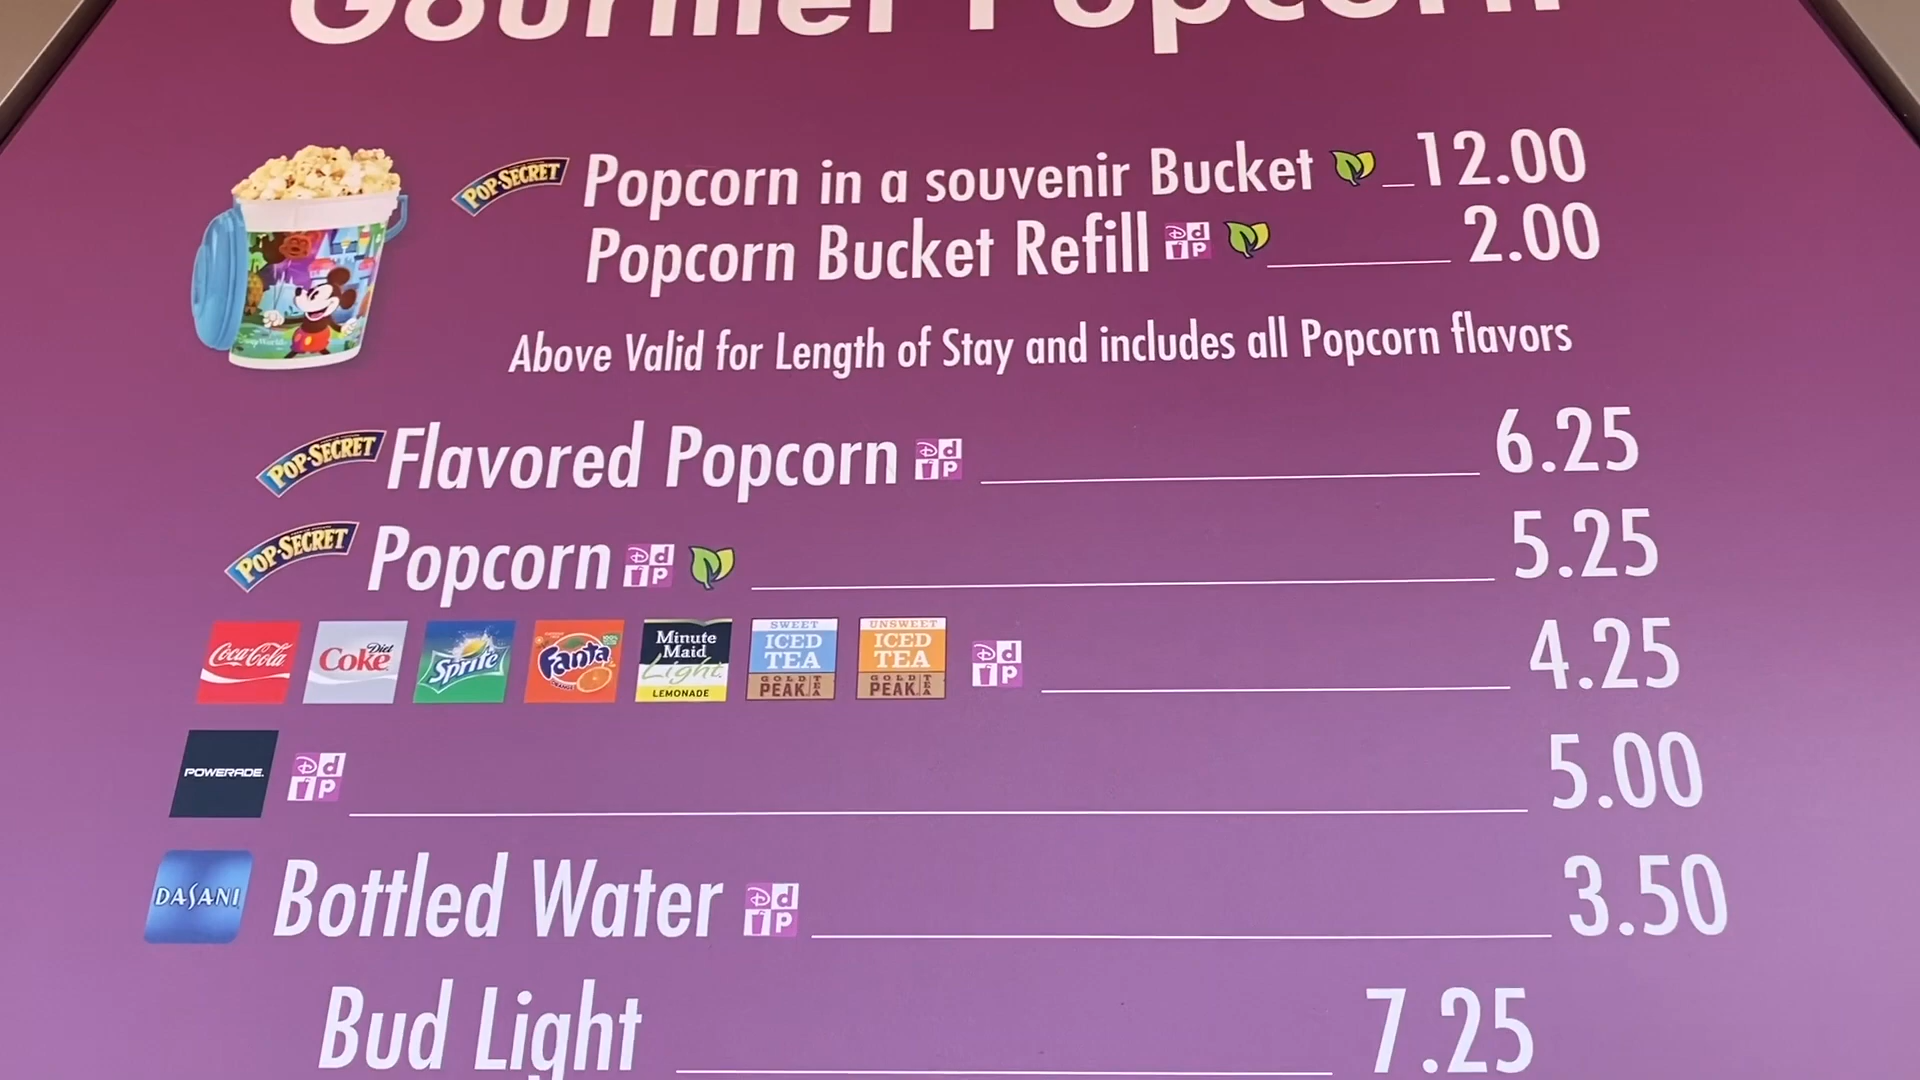 Gourmet Popcorn
POP-SECRET Popcorn in a souvenir Bucket 12.00
Popcorn Bucket Refill D d P 2.00
Above Valid for Length of Stay and includes all Popcorn flavors
POP-SECRET Flavored Popcorn D d P 6.25
POP-SECRET Popcorn D d P 5.25
Coca-Cola Diet Coke Sprite Fanta ORANGE Minute Maid Light LEMONADE SWEET ICED TEA GOLD PEAK TEA UNSWEET ICED TEA GOLD PEAK TEA D d P 4.25
POWERADE D d P 5.00
DASANI Bottled Water D d P 3.50
Bud Light 7.25